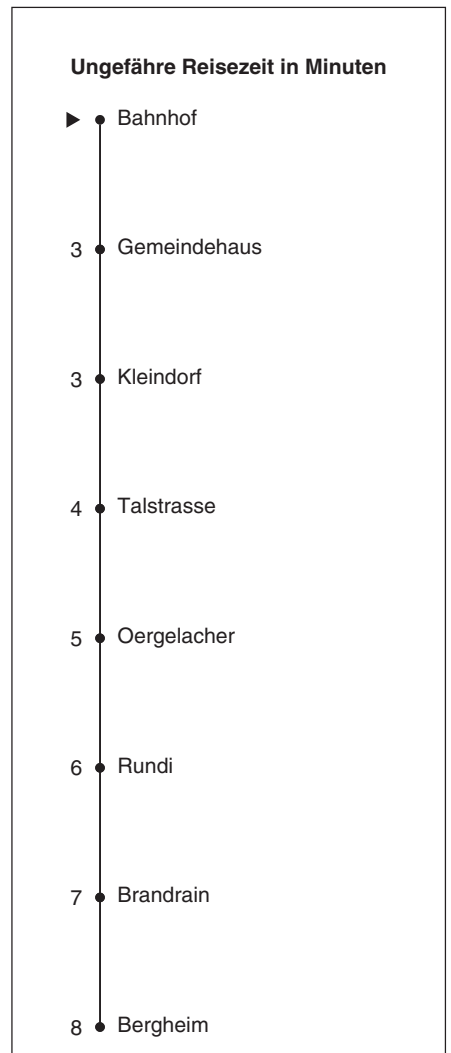 Ungefähre Reisezeit in Minuten
Bahnhof
3 Gemeindehaus
3 Kleindorf
4 Talstrasse
5 Oergelacher
6 Rundi
7 Brandrain
8 Bergheim